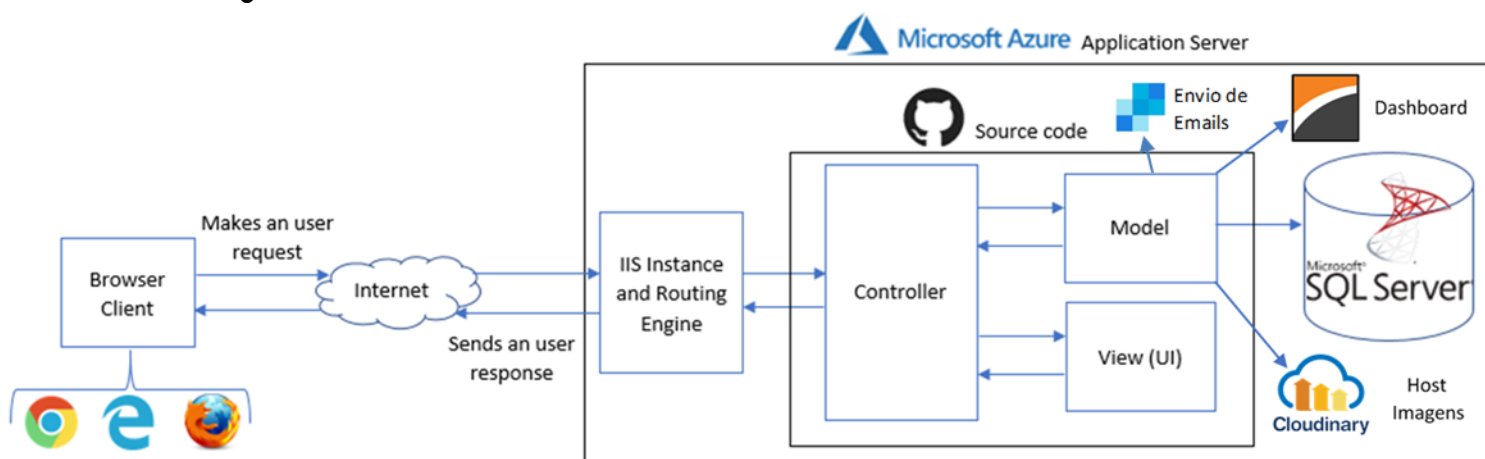 Microsoft Azure Application Server
Source code
Envio de
Emails
Dashboard
Makes an user
request
Browser
Client
Internet
IIS Instance
and Routing
Engine
Sends an user
response
Controller
Model
View (UI)
Microsoft®
SQL Server
Cloudinary
Host
Imagens